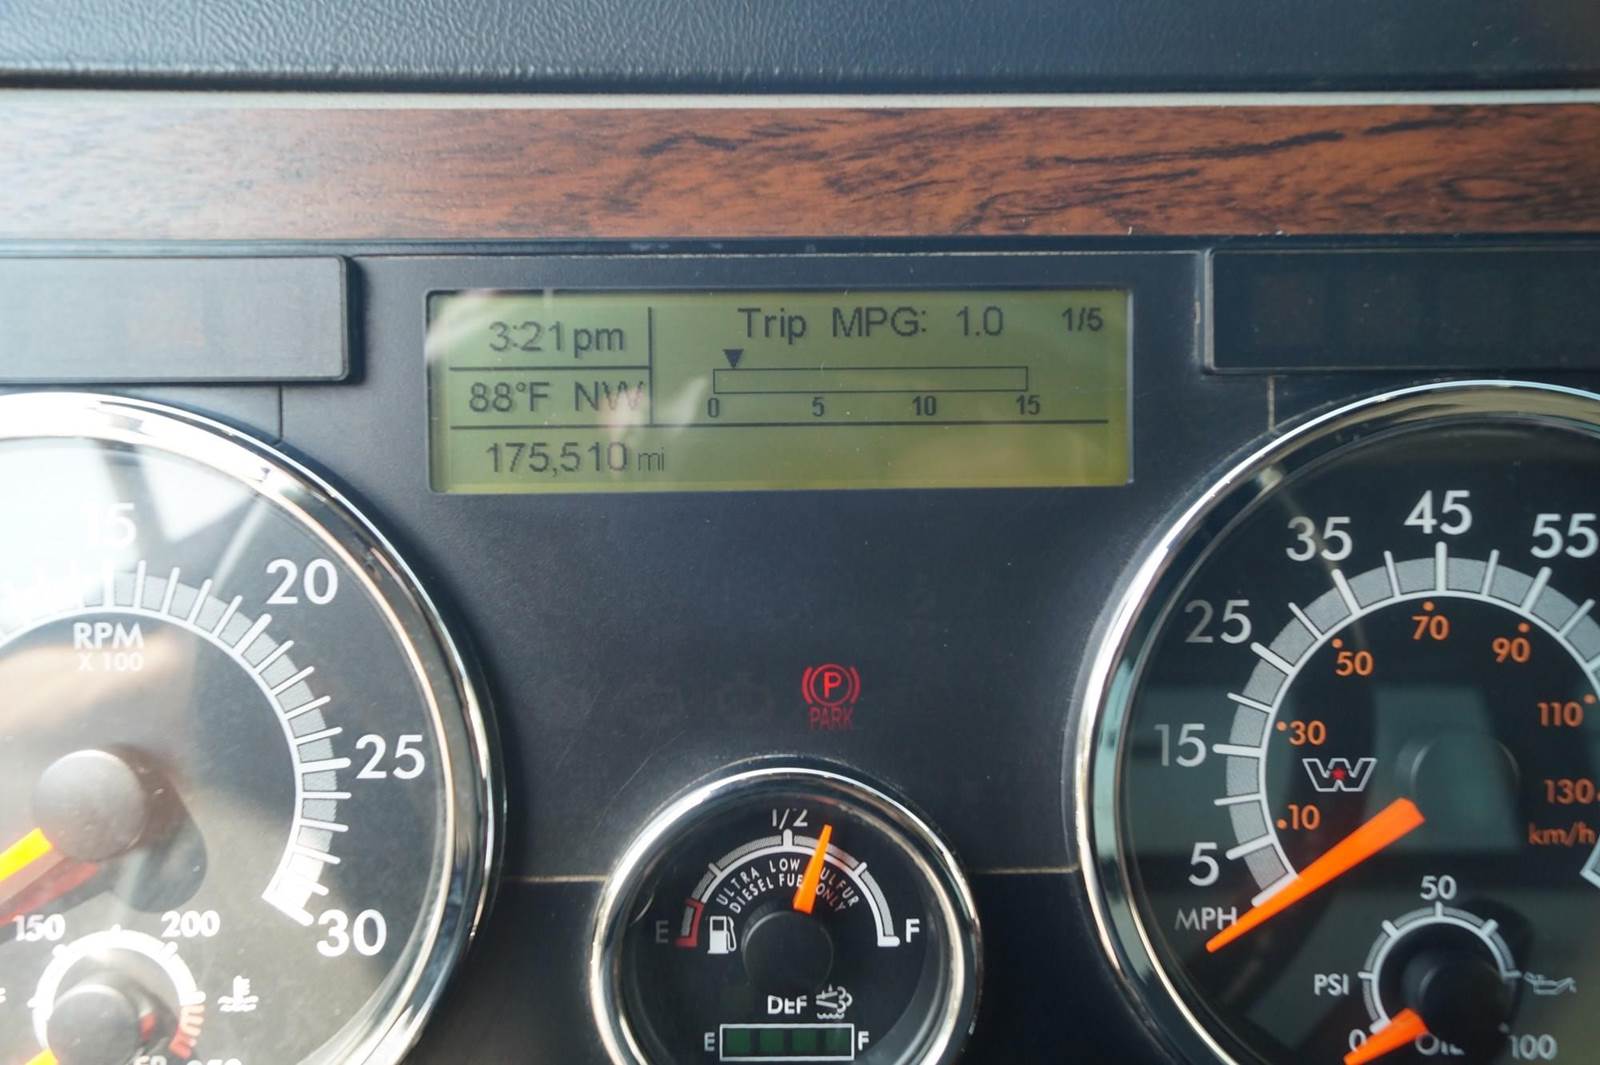 3:21pm
Trip MPG: 1.0 1/5
88°F NW
0 5 10 15
175,510 mi
15
20
25
30
RPM
X 100
150
200
P
PARK
1/2
E
F
ULTRA LOW SULFUR
DIESEL FUEL ONLY
DEF
E F
5
15
25
35
45
55
MPH
10
30
50
70
90
110
130
km/h
W
50
PSI
0
OIL
100